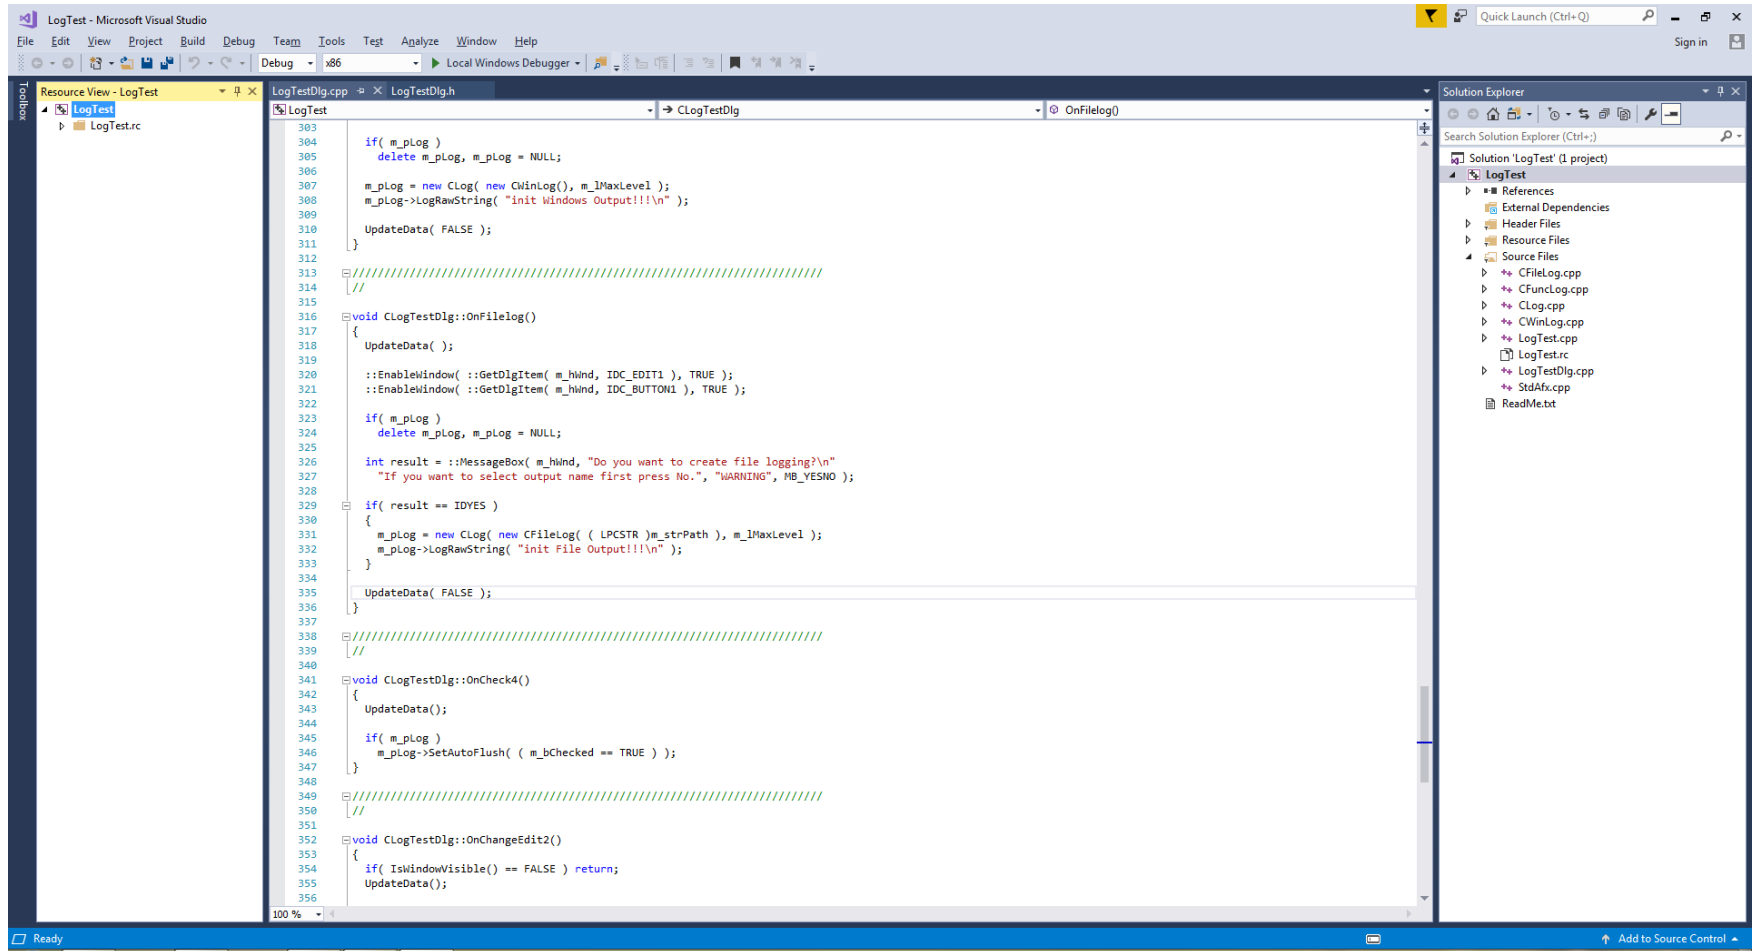 LogTest - Microsoft Visual Studio
Quick Launch (Ctrl+Q)
File Edit View Project Build Debug Team Tools Test Analyze Window Help
Sign in
Debug x86 Local Windows Debugger
Toolbox
Resource View - LogTest
LogTest
LogTest.rc
LogTestDlg.cpp LogTestDlg.h
LogTest CLogTestDlg OnFilelog()
303
304 if( m_pLog )
305 delete m_pLog, m_pLog = NULL;
306
307 m_pLog = new CLog( new CWinLog(), m_lMaxLevel );
308 m_pLog->LogRawString( "init Windows Output!!!\n" );
309
310 UpdateData( FALSE );
311 }
312
313 //////////////////////////////////////////////////////////////////////////
314 //
315
316 void CLogTestDlg::OnFilelog()
317 {
318 UpdateData( );
319
320 ::EnableWindow( ::GetDlgItem( m_hWnd, IDC_EDIT1 ), TRUE );
321 ::EnableWindow( ::GetDlgItem( m_hWnd, IDC_BUTTON1 ), TRUE );
322
323 if( m_pLog )
324 delete m_pLog, m_pLog = NULL;
325
326 int result = ::MessageBox( m_hWnd, "Do you want to create file logging?\n"
327 "If you want to select output name first press No.", "WARNING", MB_YESNO );
328
329 if( result == IDYES )
330 {
331 m_pLog = new CLog( new CFileLog( ( LPCSTR )m_strPath ), m_lMaxLevel );
332 m_pLog->LogRawString( "init File Output!!!\n" );
333 }
334
335 UpdateData( FALSE );
336 }
337
338 //////////////////////////////////////////////////////////////////////////
339 //
340
341 void CLogTestDlg::OnCheck4()
342 {
343 UpdateData();
344
345 if( m_pLog )
346 m_pLog->SetAutoFlush( ( m_bChecked == TRUE ) );
347 }
348
349 //////////////////////////////////////////////////////////////////////////
350 //
351
352 void CLogTestDlg::OnChangeEdit2()
353 {
354 if( IsWindowVisible() == FALSE ) return;
355 UpdateData();
356
100 %
Solution Explorer
Search Solution Explorer (Ctrl+;)
Solution 'LogTest' (1 project)
LogTest
References
External Dependencies
Header Files
Resource Files
Source Files
CFileLog.cpp
CFuncLog.cpp
CLog.cpp
CWinLog.cpp
LogTest.cpp
LogTest.rc
LogTestDlg.cpp
StdAfx.cpp
ReadMe.txt
Ready
Add to Source Control